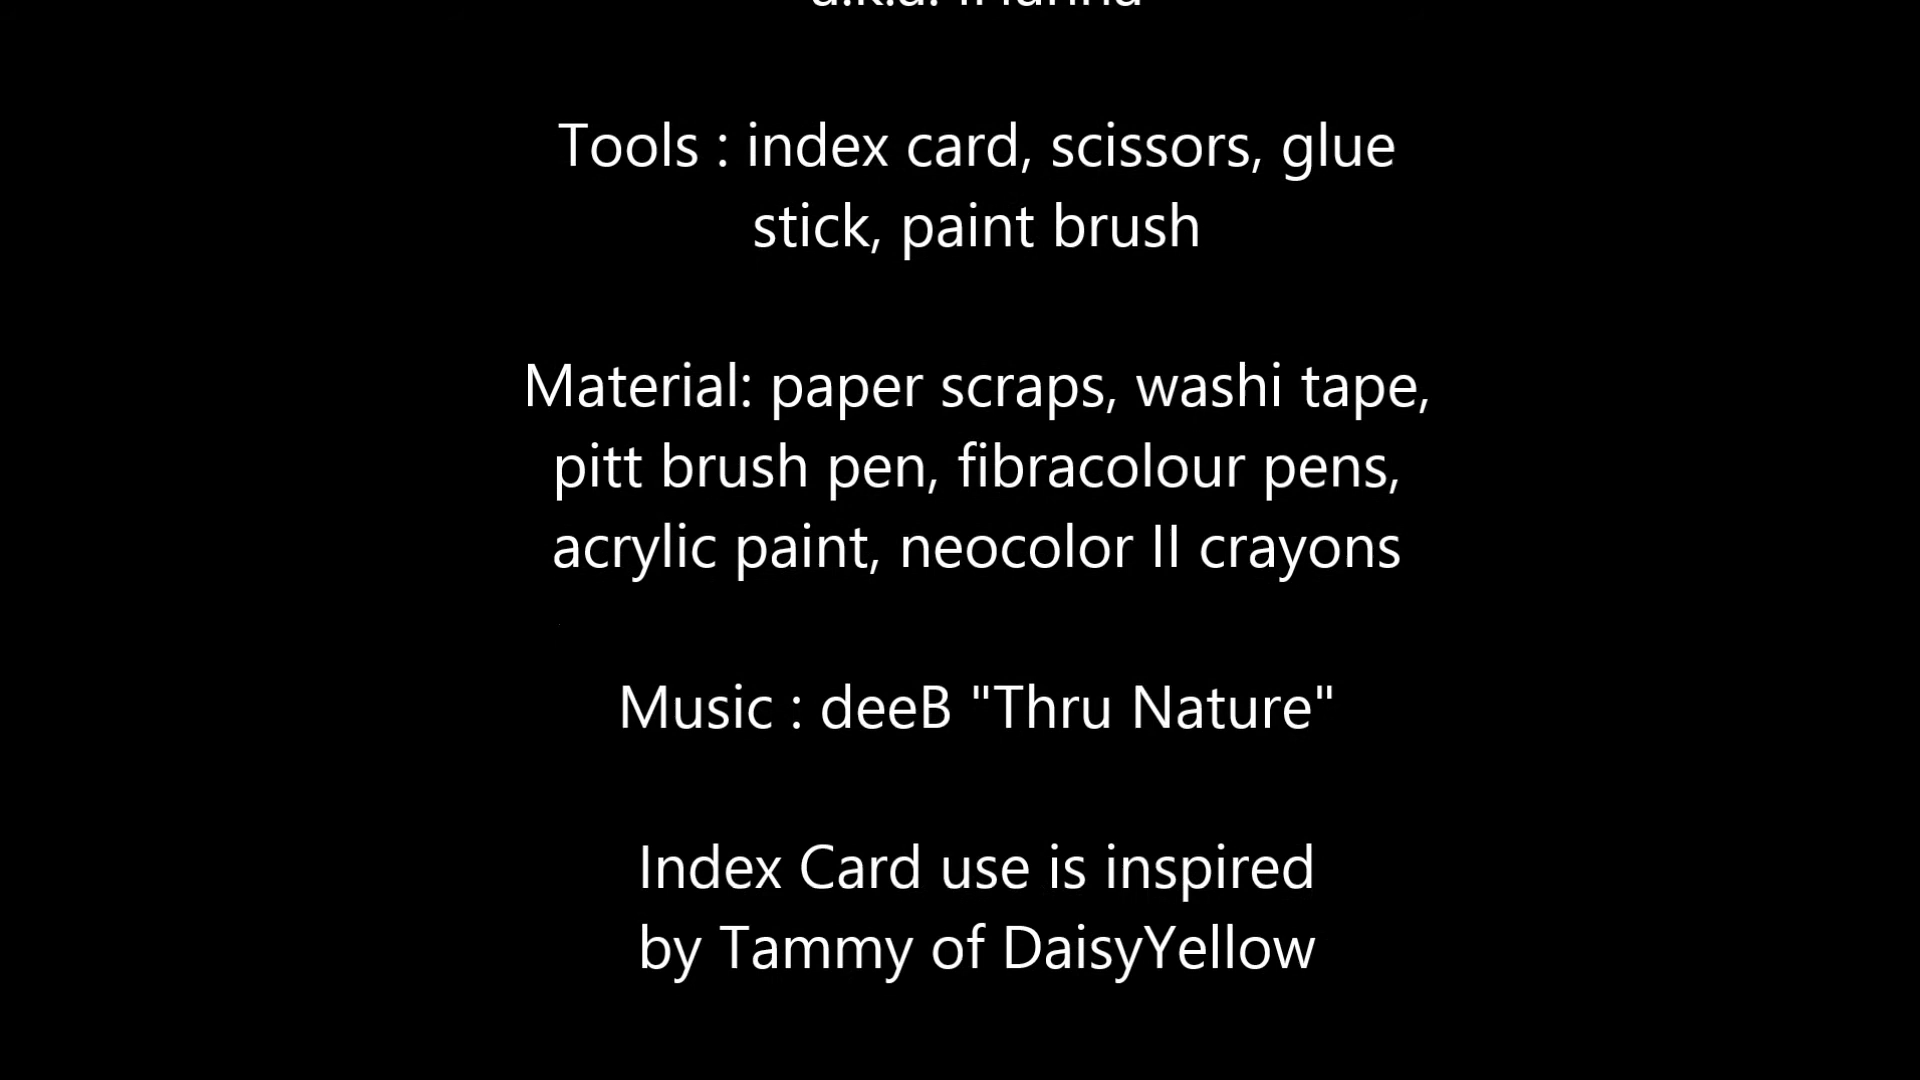 a.k.a.
Tools : index card, scissors, glue
stick, paint brush
Material: paper scraps, washi tape,
pitt brush pen, fibracolour pens,
acrylic paint, neocolor II crayons
Music : deeB "Thru Nature"
Index Card use is inspired
by Tammy of DaisyYellow